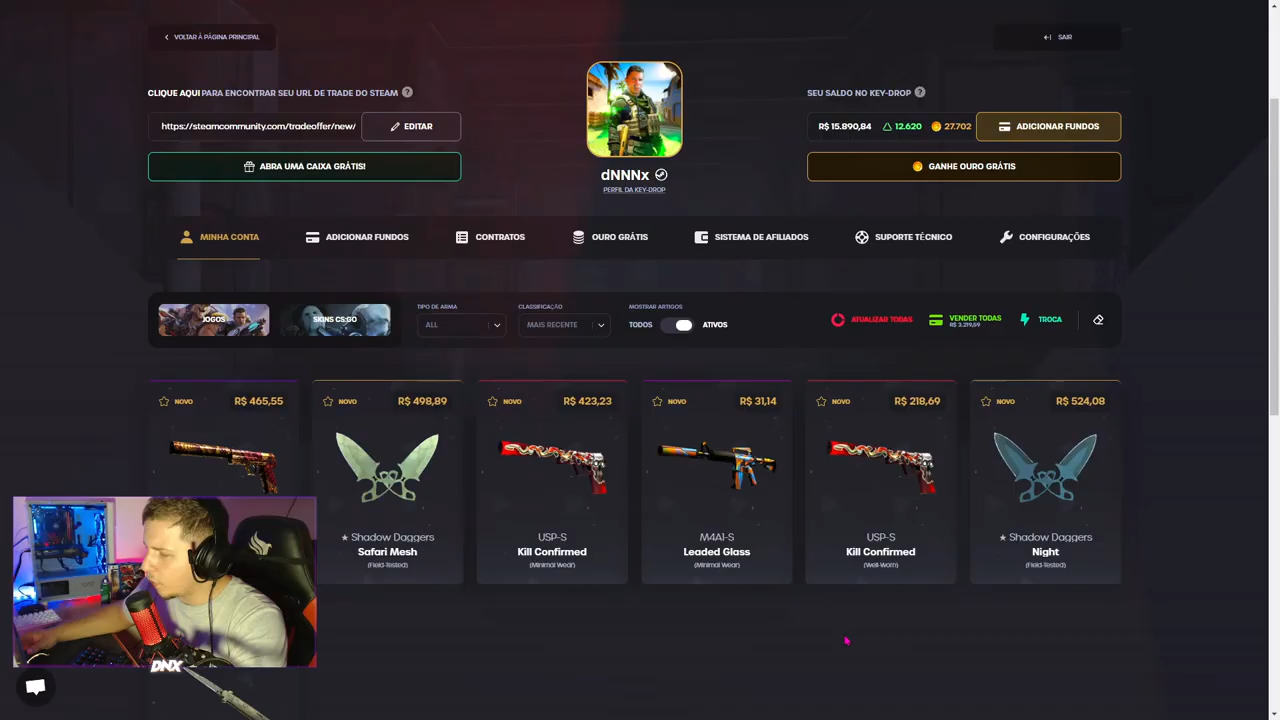 VOLTAR À PÁGINA PRINCIPAL
SAIR
CLIQUE AQUI PARA ENCONTRAR SEU URL DE TRADE DO STEAM ?
SEU SALDO NO KEY-DROP ?
https://steamcommunity.com/tradeoffer/new/
EDITAR
R$ 15.890,84
12.620
27.702
ADICIONAR FUNDOS
ABRA UMA CAIXA GRÁTIS!
GANHE OURO GRÁTIS
dNNNx
PERFIL DA KEY-DROP
MINHA CONTA
ADICIONAR FUNDOS
CONTRATOS
OURO GRÁTIS
SISTEMA DE AFILIADOS
SUPORTE TÉCNICO
CONFIGURAÇÕES
JOGOS
SKINS CS:GO
TIPO DE ARMA
ALL
CLASSIFICAÇÃO
MAIS RECENTE
MOSTRAR ARTIGOS
TODOS
ATIVOS
ATUALIZAR TODAS
VENDER TODAS
R$ 3.219,59
TROCA
NOVO R$ 465,55
NOVO R$ 498,89
NOVO R$ 423,23
NOVO R$ 31,14
NOVO R$ 218,69
NOVO R$ 524,08
★ Shadow Daggers
Safari Mesh
(Field-Tested)
USP-S
Kill Confirmed
(Minimal Wear)
M4A1-S
Leaded Glass
(Minimal Wear)
USP-S
Kill Confirmed
(Well-Worn)
★ Shadow Daggers
Night
(Field-Tested)
DNX